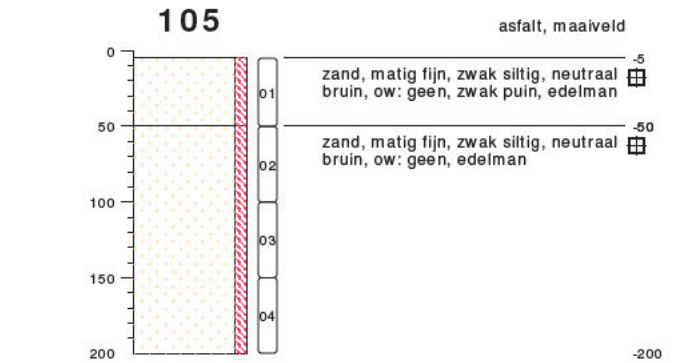 105
asfalt, maaiveld
0
-5
zand, matig fijn, zwak siltig, neutraal
bruin, ow: geen, zwak puin, edelman
01
50
-50
zand, matig fijn, zwak siltig, neutraal
bruin, ow: geen, edelman
02
100
03
150
04
200
-200